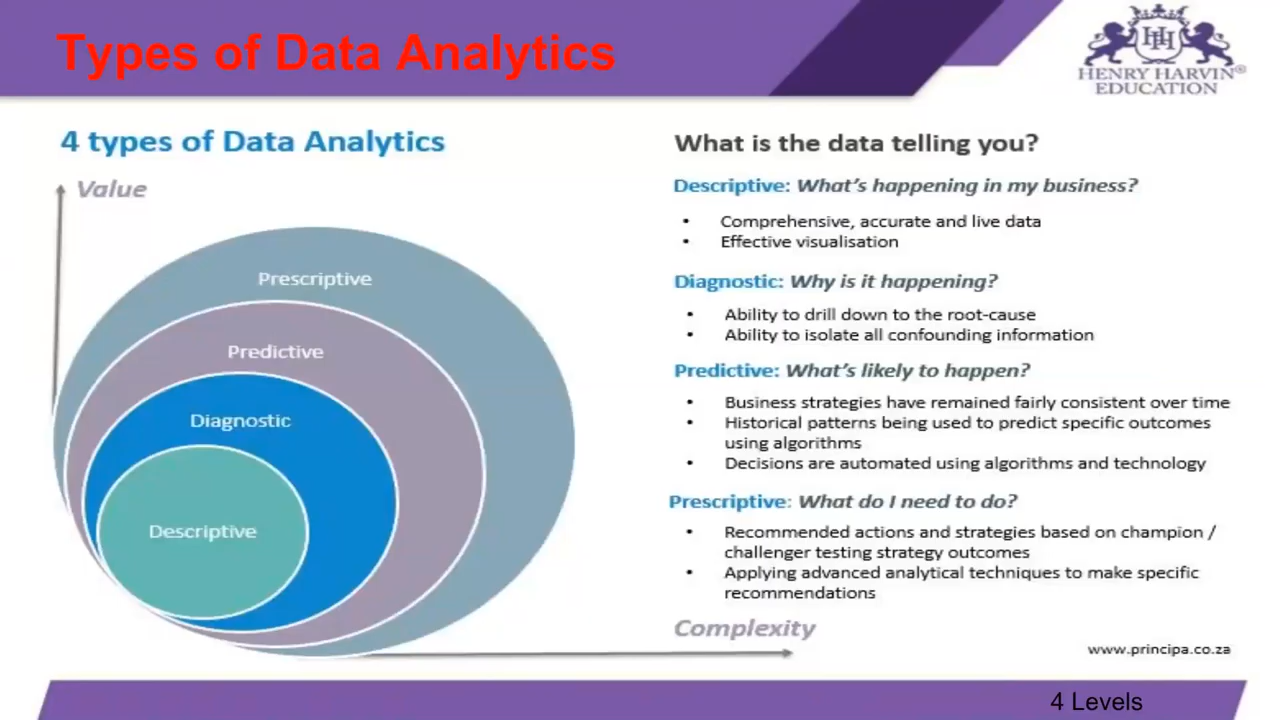 Types of Data Analytics
HENRY HARVIN®
EDUCATION
4 types of Data Analytics
Value
Prescriptive
Predictive
Diagnostic
Descriptive
What is the data telling you?
Descriptive: What's happening in my business?
• Comprehensive, accurate and live data
• Effective visualisation
Diagnostic: Why is it happening?
• Ability to drill down to the root-cause
• Ability to isolate all confounding information
Predictive: What's likely to happen?
• Business strategies have remained fairly consistent over time
• Historical patterns being used to predict specific outcomes
using algorithms
• Decisions are automated using algorithms and technology
Prescriptive: What do I need to do?
• Recommended actions and strategies based on champion /
challenger testing strategy outcomes
• Applying advanced analytical techniques to make specific
recommendations
Complexity
www.principa.co.za
4 Levels